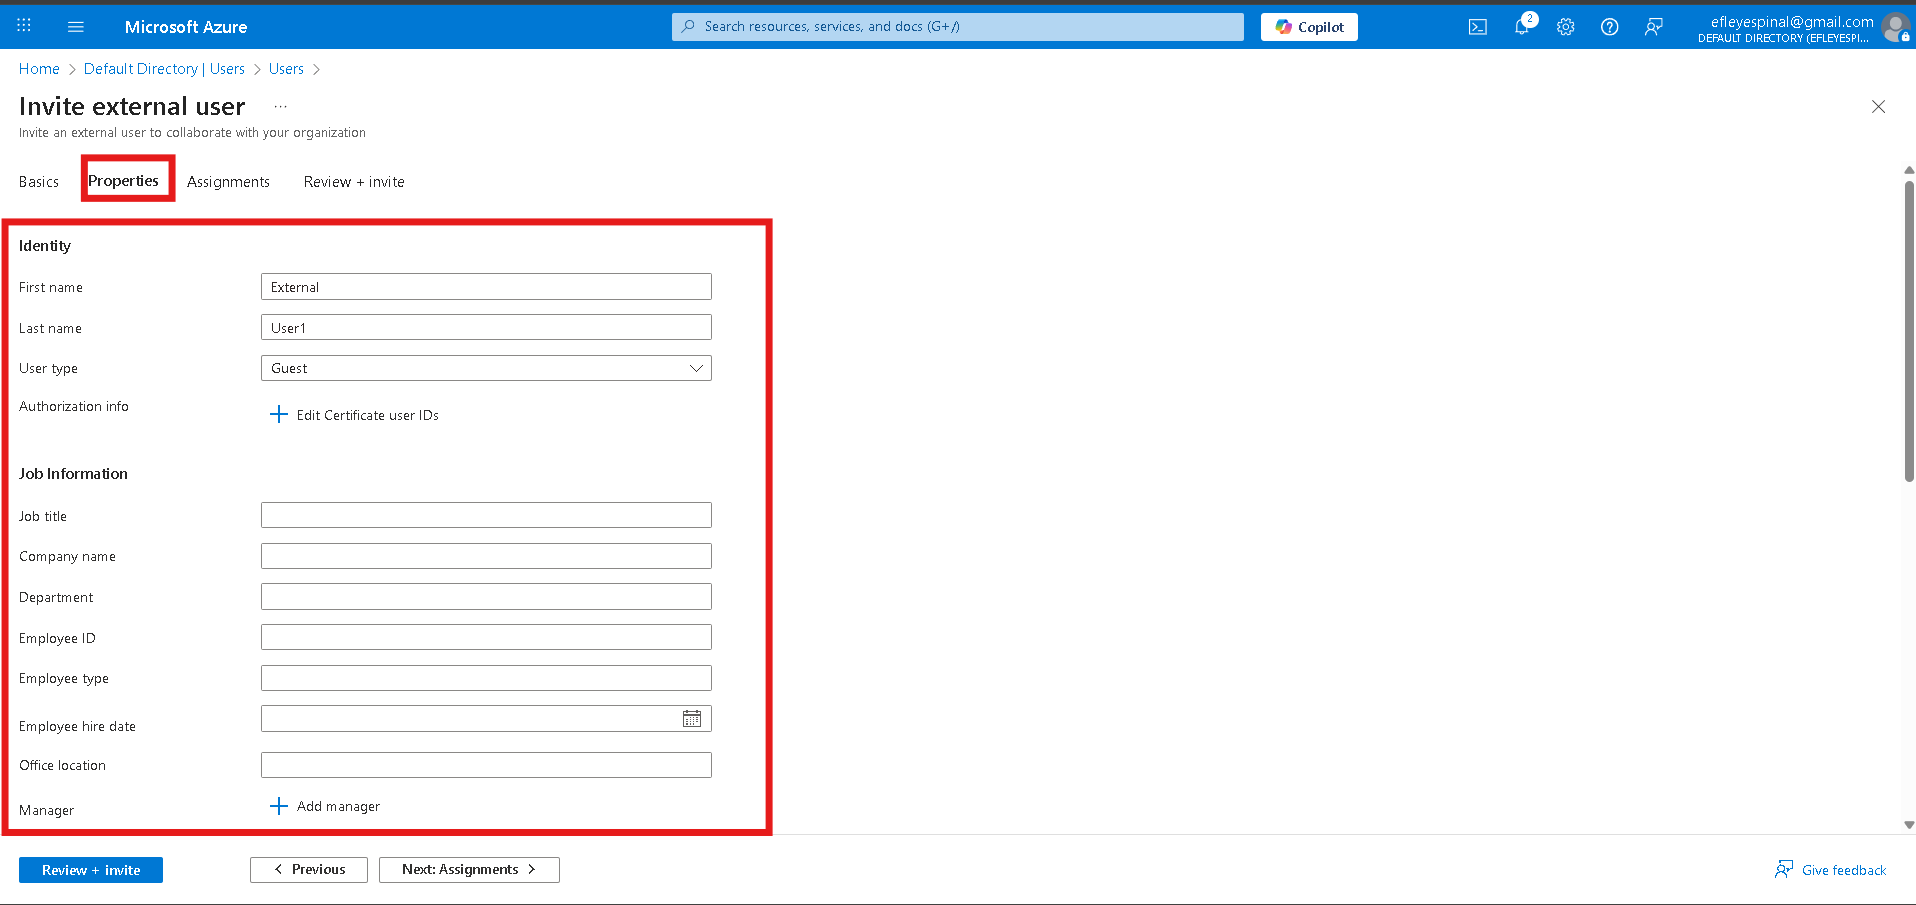 Microsoft Azure
Search resources, services, and docs (G+/)
Copilot
2
efleyespinal@gmail.com
DEFAULT DIRECTORY (EFLEYESPI...
Home > Default Directory | Users > Users >
Invite external user ...
Invite an external user to collaborate with your organization
Basics Properties Assignments Review + invite
Identity
First name External
Last name User1
User type Guest
Authorization info + Edit Certificate user IDs
Job Information
Job title
Company name
Department
Employee ID
Employee type
Employee hire date
Office location
Manager + Add manager
Review + invite < Previous Next: Assignments > Give feedback